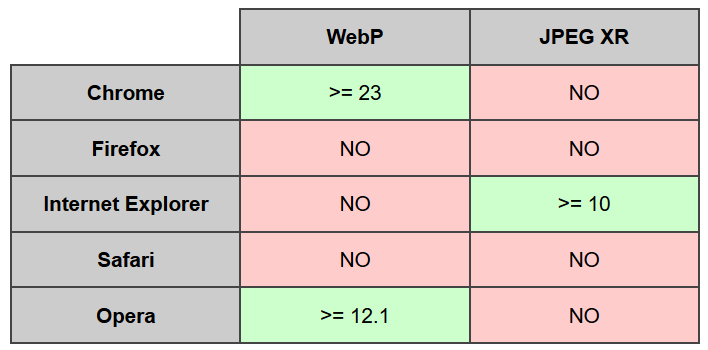 WebP JPEG XR
Chrome >= 23 NO
Firefox NO NO
Internet Explorer NO >= 10
Safari NO NO
Opera >= 12.1 NO